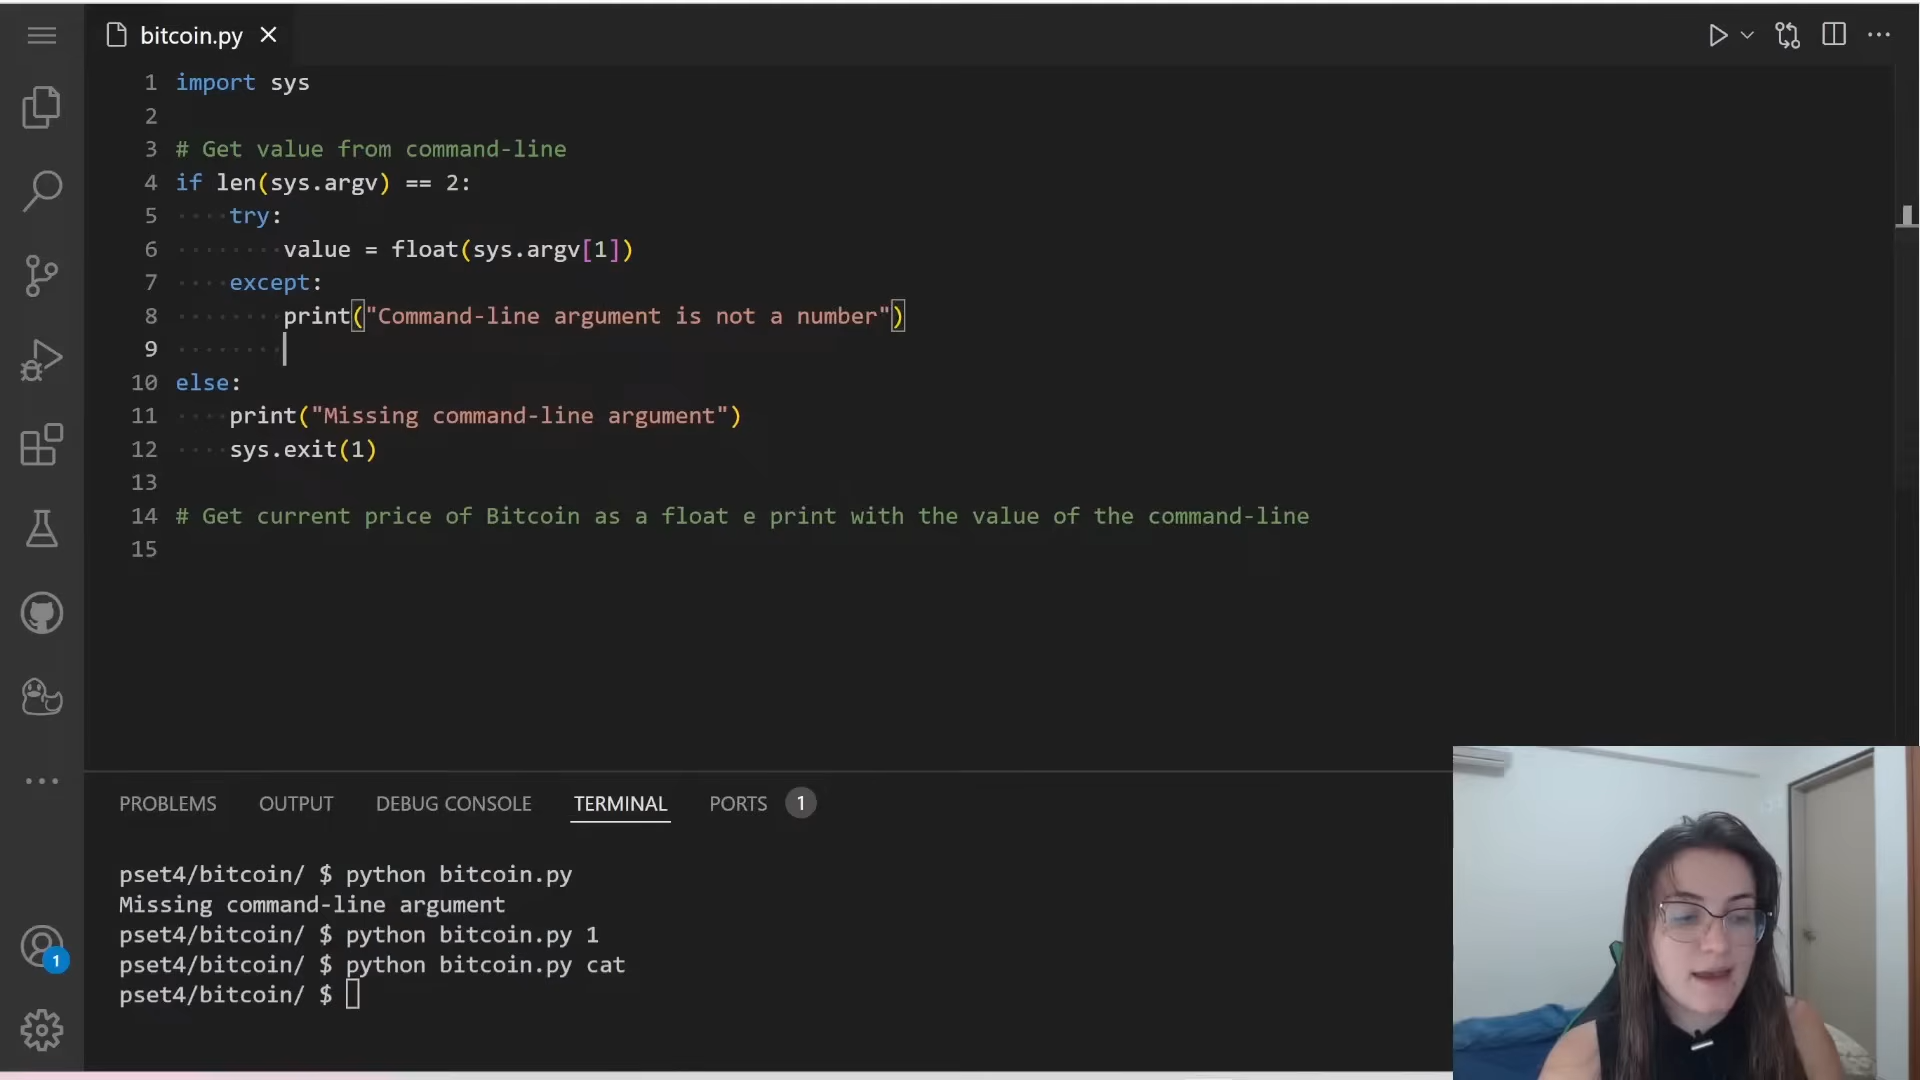 bitcoin.py
1 import sys
2
3 # Get value from command-line
4 if len(sys.argv) == 2:
5 ····try:
6 ········value = float(sys.argv[1])
7 ····except:
8 ········print("Command-line argument is not a number")
9 ········
10 else:
11 ····print("Missing command-line argument")
12 ····sys.exit(1)
13
14 # Get current price of Bitcoin as a float e print with the value of the command-line
15
PROBLEMS OUTPUT DEBUG CONSOLE TERMINAL PORTS 1
pset4/bitcoin/ $ python bitcoin.py
Missing command-line argument
pset4/bitcoin/ $ python bitcoin.py 1
pset4/bitcoin/ $ python bitcoin.py cat
pset4/bitcoin/ $
1